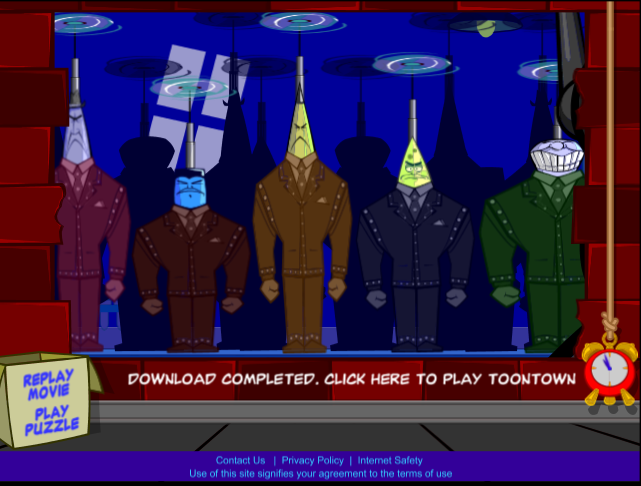 DOWNLOAD COMPLETED. CLICK HERE TO PLAY TOONTOWN
REPLAY
MOVIE
PLAY
PUZZLE
Contact Us | Privacy Policy | Internet Safety
Use of this site signifies your agreement to the terms of use